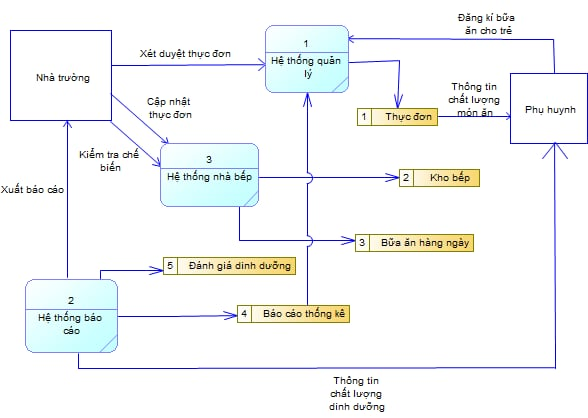 Đăng kí bữa
ăn cho trẻ
1
Hệ thống quản
lý
Xét duyệt thực đơn
Nhà trường
Thông tin
chất lượng
món ăn
Phụ huynh
Cập nhật
thực đơn
1 Thực đơn
Kiểm tra chế
biến
3
Hệ thống nhà bếp
2 Kho bếp
Xuất báo cáo
3 Bữa ăn hàng ngày
5 Đánh giá dinh dưỡng
2
Hệ thống báo
cáo
4 Báo cáo thống kê
Thông tin
chất lượng
dinh dưỡng